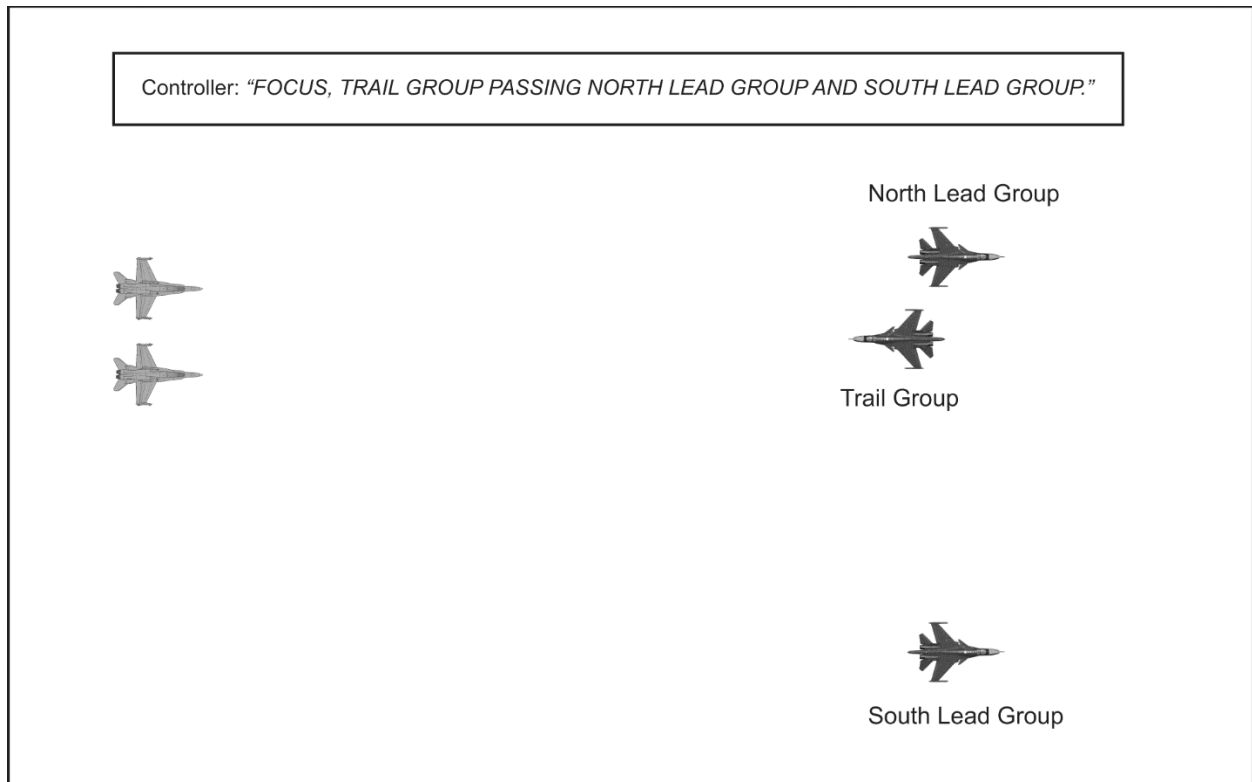 Controller: “FOCUS, TRAIL GROUP PASSING NORTH LEAD GROUP AND SOUTH LEAD GROUP.”
North Lead Group
Trail Group
South Lead Group